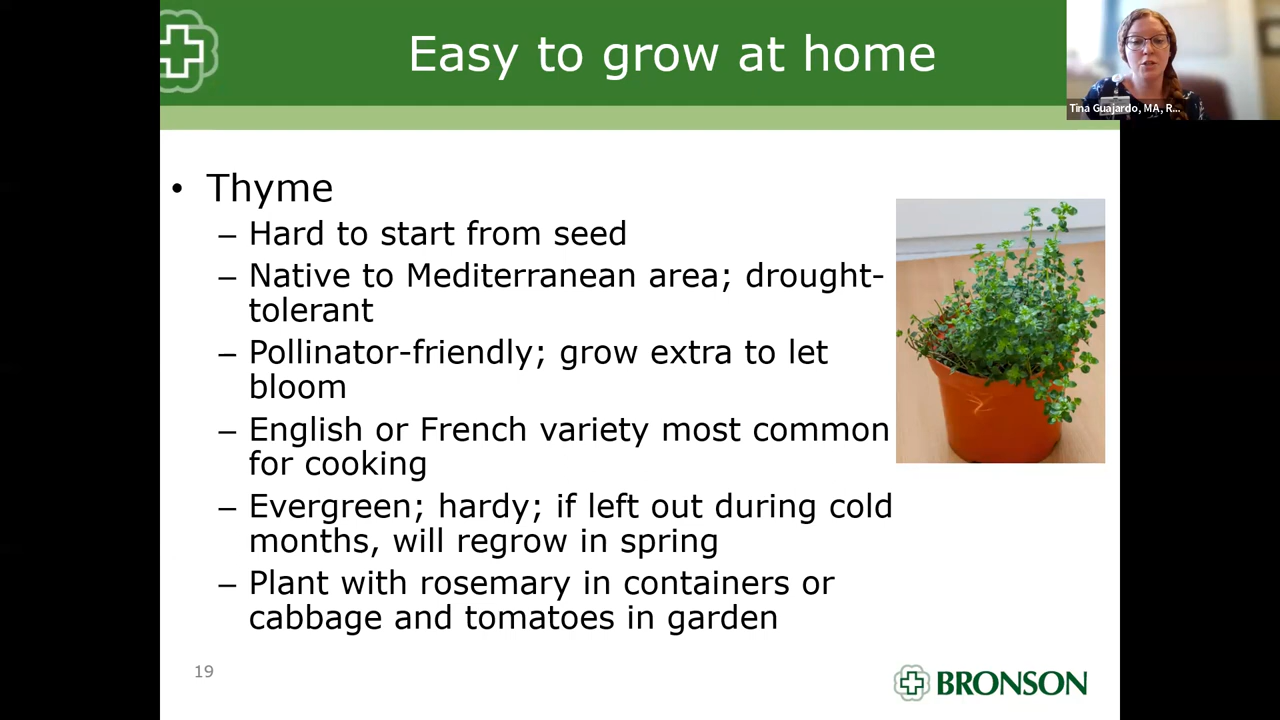 Easy to grow at home
Tina Guajardo, MA, R...
• Thyme
– Hard to start from seed
– Native to Mediterranean area; drought-
tolerant
– Pollinator-friendly; grow extra to let
bloom
– English or French variety most common
for cooking
– Evergreen; hardy; if left out during cold
months, will regrow in spring
– Plant with rosemary in containers or
cabbage and tomatoes in garden
19
BRONSON